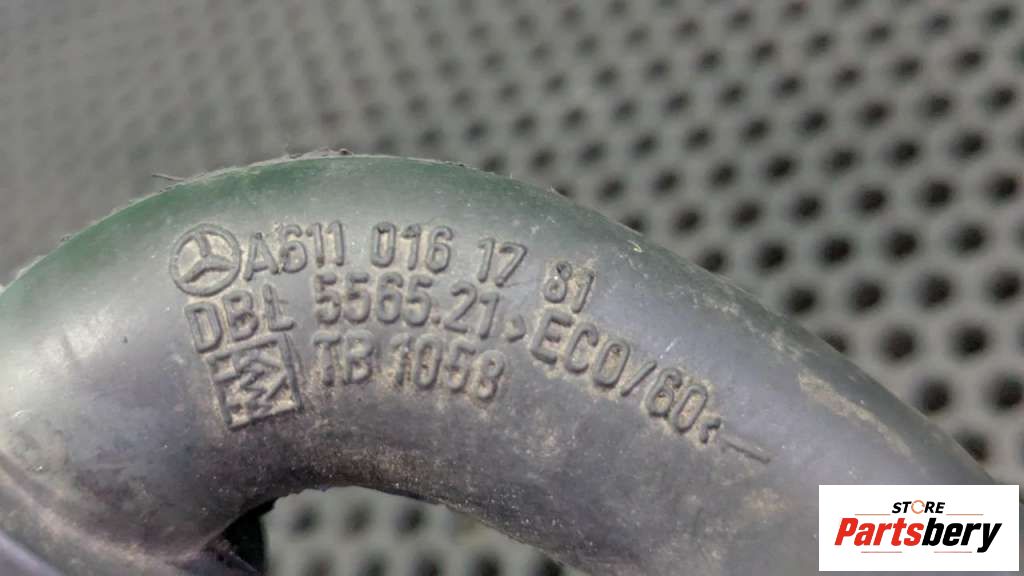 A611 016 17 81
DBL 5565.21 >ECO/60<
TB 1058
STORE
Partsbery